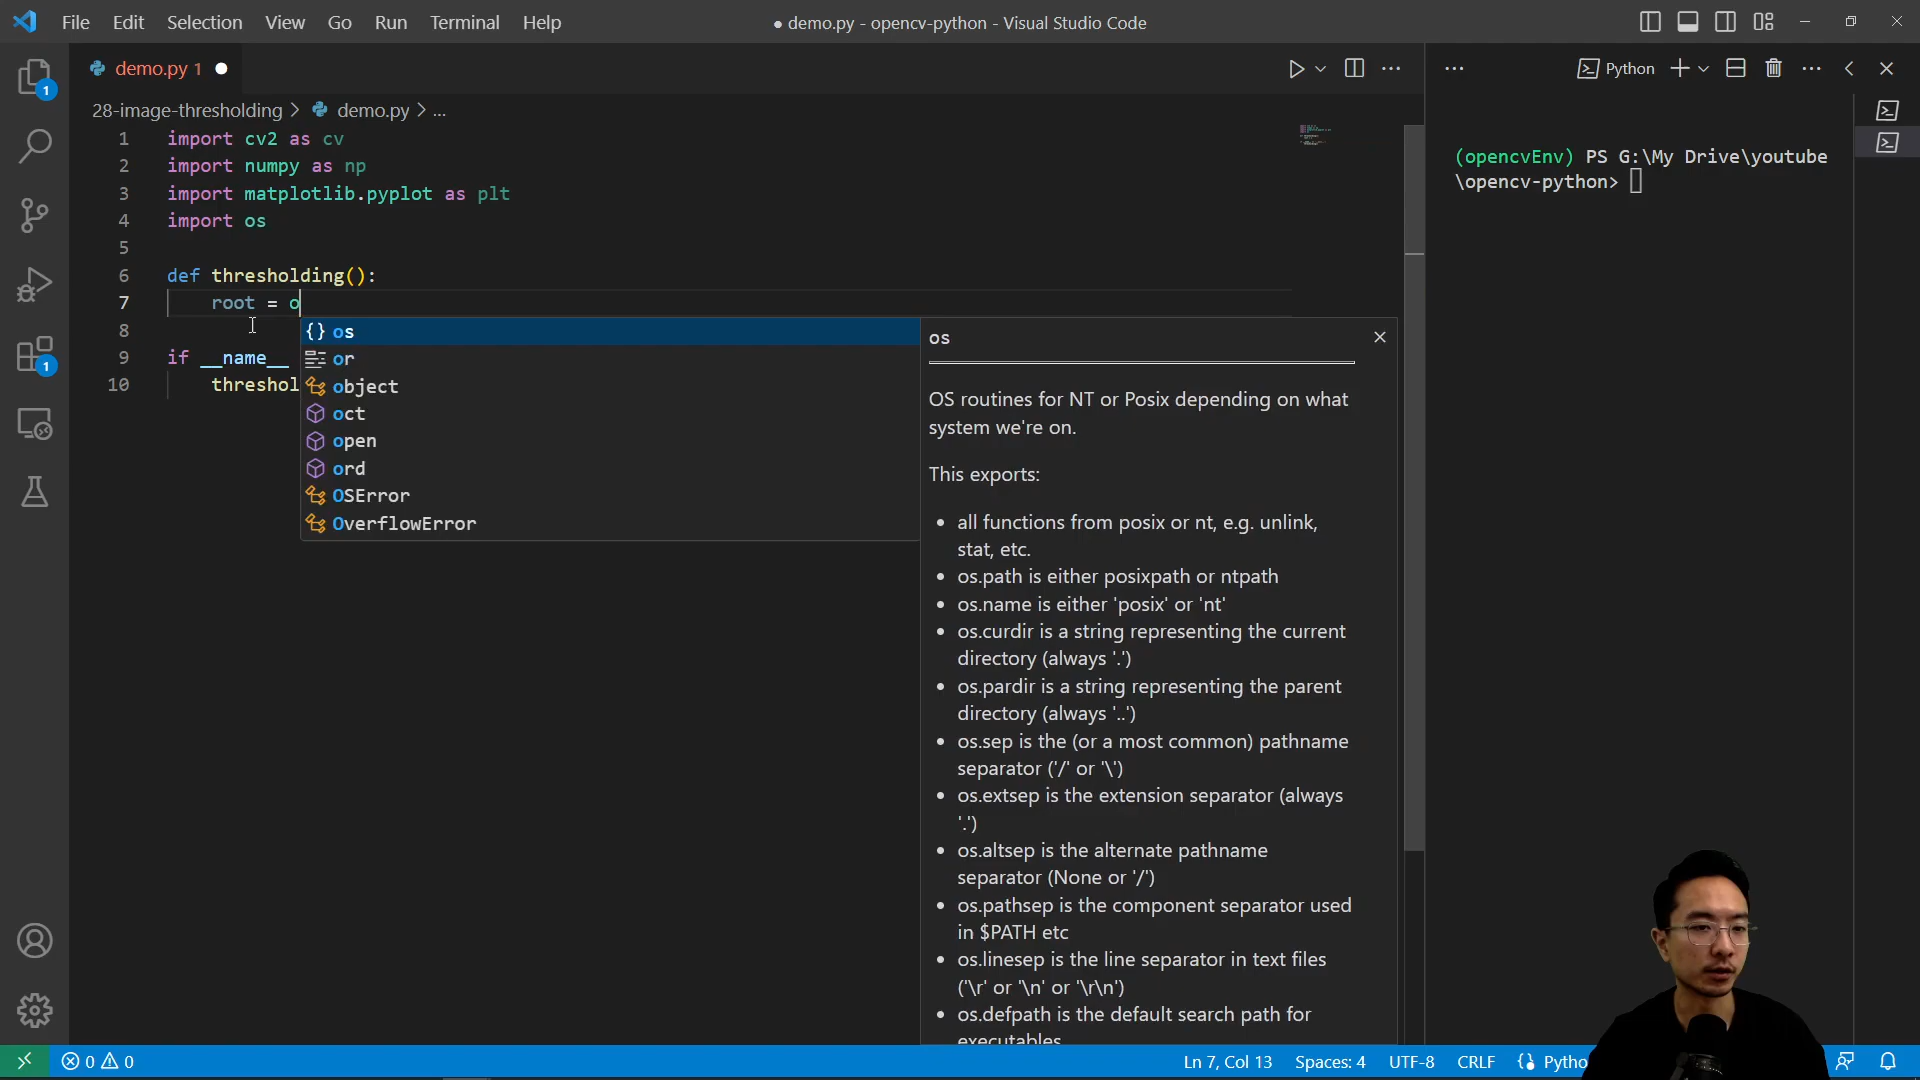 File Edit Selection View Go Run Terminal Help
● demo.py - opencv-python - Visual Studio Code
demo.py 1 ●
Python
28-image-thresholding > demo.py > ...
1 import cv2 as cv
2 import numpy as np
3 import matplotlib.pyplot as plt
4 import os
5
6 def thresholding():
7 root = o
8
9 if __name__
10 threshol
{} os
or
object
oct
open
ord
OSError
OverflowError
os
OS routines for NT or Posix depending on what
system we're on.
This exports:
• all functions from posix or nt, e.g. unlink,
stat, etc.
• os.path is either posixpath or ntpath
• os.name is either 'posix' or 'nt'
• os.curdir is a string representing the current
directory (always '.')
• os.pardir is a string representing the parent
directory (always '..')
• os.sep is the (or a most common) pathname
separator ('/' or '\')
• os.extsep is the extension separator (always
'.')
• os.altsep is the alternate pathname
separator (None or '/')
• os.pathsep is the component separator used
in $PATH etc
• os.linesep is the line separator in text files
('\r' or '\n' or '\r\n')
• os.defpath is the default search path for
executables
(opencvEnv) PS G:\My Drive\youtube
\opencv-python>
1
1
0 0
Ln 7, Col 13 Spaces: 4 UTF-8 CRLF {} Pytho